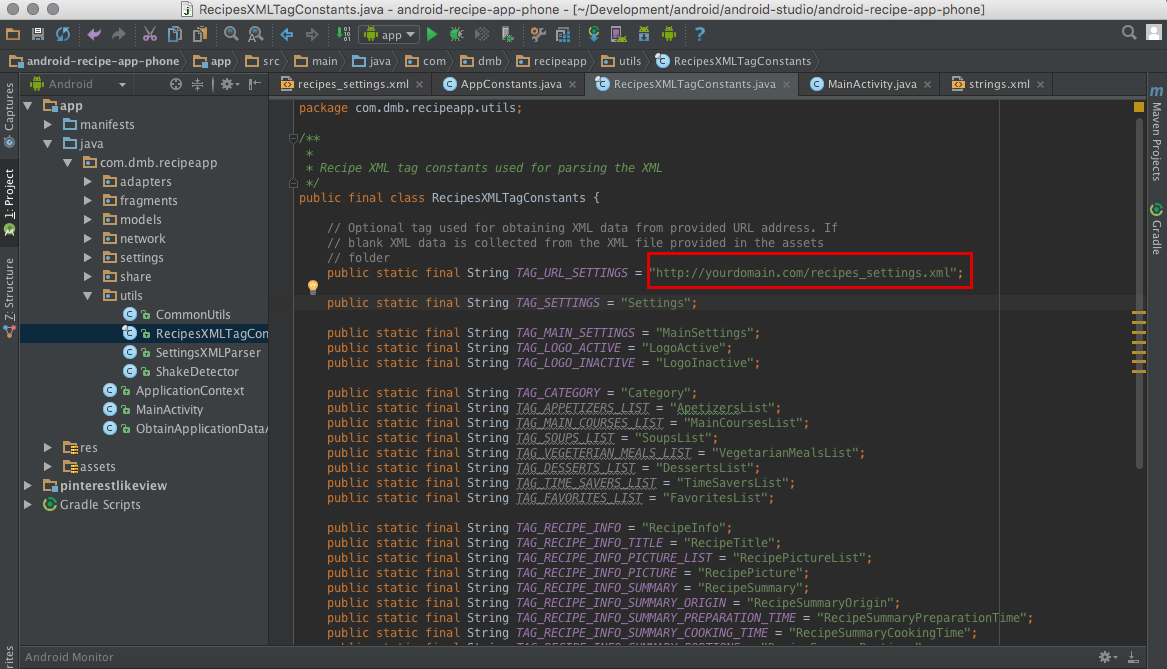 RecipesXMLTagConstants.java - android-recipe-app-phone - [~/Development/android/android-studio/android-recipe-app-phone]
app
android-recipe-app-phone
app
src
main
java
com
dmb
recipeapp
utils
RecipesXMLTagConstants
Android
recipes_settings.xml
AppConstants.java
RecipesXMLTagConstants.java
MainActivity.java
strings.xml
Captures
1: Project
Z: Structure
app
manifests
java
com.dmb.recipeapp
adapters
fragments
models
network
settings
share
utils
CommonUtils
RecipesXMLTagCon
SettingsXMLParser
ShakeDetector
ApplicationContext
MainActivity
ObtainApplicationDataA
res
assets
pinterestlikeview
Gradle Scripts
package com.dmb.recipeapp.utils;
/**
*
* Recipe XML tag constants used for parsing the XML
*/
public final class RecipesXMLTagConstants {
// Optional tag used for obtaining XML data from provided URL address. If
// blank XML data is collected from the XML file provided in the assets
// folder
public static final String TAG_URL_SETTINGS = "http://yourdomain.com/recipes_settings.xml";
public static final String TAG_SETTINGS = "Settings";
public static final String TAG_MAIN_SETTINGS = "MainSettings";
public static final String TAG_LOGO_ACTIVE = "LogoActive";
public static final String TAG_LOGO_INACTIVE = "LogoInactive";
public static final String TAG_CATEGORY = "Category";
public static final String TAG_APPETIZERS_LIST = "ApetizersList";
public static final String TAG_MAIN_COURSES_LIST = "MainCoursesList";
public static final String TAG_SOUPS_LIST = "SoupsList";
public static final String TAG_VEGETERIAN_MEALS_LIST = "VegetarianMealsList";
public static final String TAG_DESSERTS_LIST = "DessertsList";
public static final String TAG_TIME_SAVERS_LIST = "TimeSaversList";
public static final String TAG_FAVORITES_LIST = "FavoritesList";
public static final String TAG_RECIPE_INFO = "RecipeInfo";
public static final String TAG_RECIPE_INFO_TITLE = "RecipeTitle";
public static final String TAG_RECIPE_INFO_PICTURE_LIST = "RecipePictureList";
public static final String TAG_RECIPE_INFO_PICTURE = "RecipePicture";
public static final String TAG_RECIPE_INFO_SUMMARY = "RecipeSummary";
public static final String TAG_RECIPE_INFO_SUMMARY_ORIGIN = "RecipeSummaryOrigin";
public static final String TAG_RECIPE_INFO_SUMMARY_PREPARATION_TIME = "RecipeSummaryPreparationTime";
public static final String TAG_RECIPE_INFO_SUMMARY_COOKING_TIME = "RecipeSummaryCookingTime";
Maven Projects
Gradle
Android Monitor